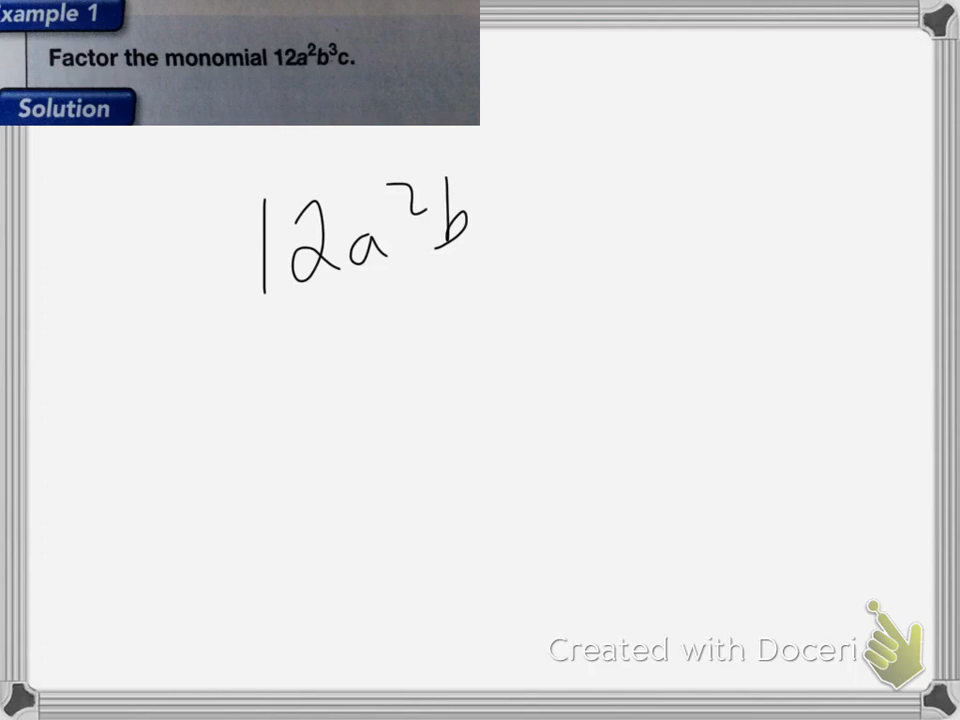 xample 1
Factor the monomial 12a²b³c.
Solution
12a²b
Created with Doceri